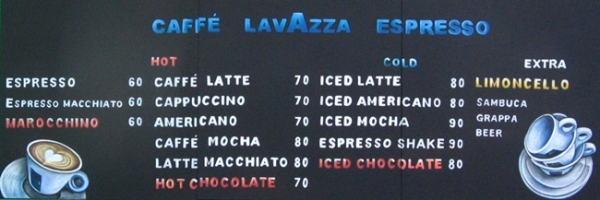 CAFFÉ LAVAZZA ESPRESSO
HOT
COLD
EXTRA
ESPRESSO 60
ESPRESSO MACCHIATO 60
MAROCCHINO 60
CAFFÉ LATTE 70
CAPPUCCINO 70
AMERICANO 70
CAFFÉ MOCHA 80
LATTE MACCHIATO 80
HOT CHOCOLATE 70
ICED LATTE 80
ICED AMERICANO 80
ICED MOCHA 90
ESPRESSO SHAKE 90
ICED CHOCOLATE 80
LIMONCELLO
SAMBUCA
GRAPPA
BEER